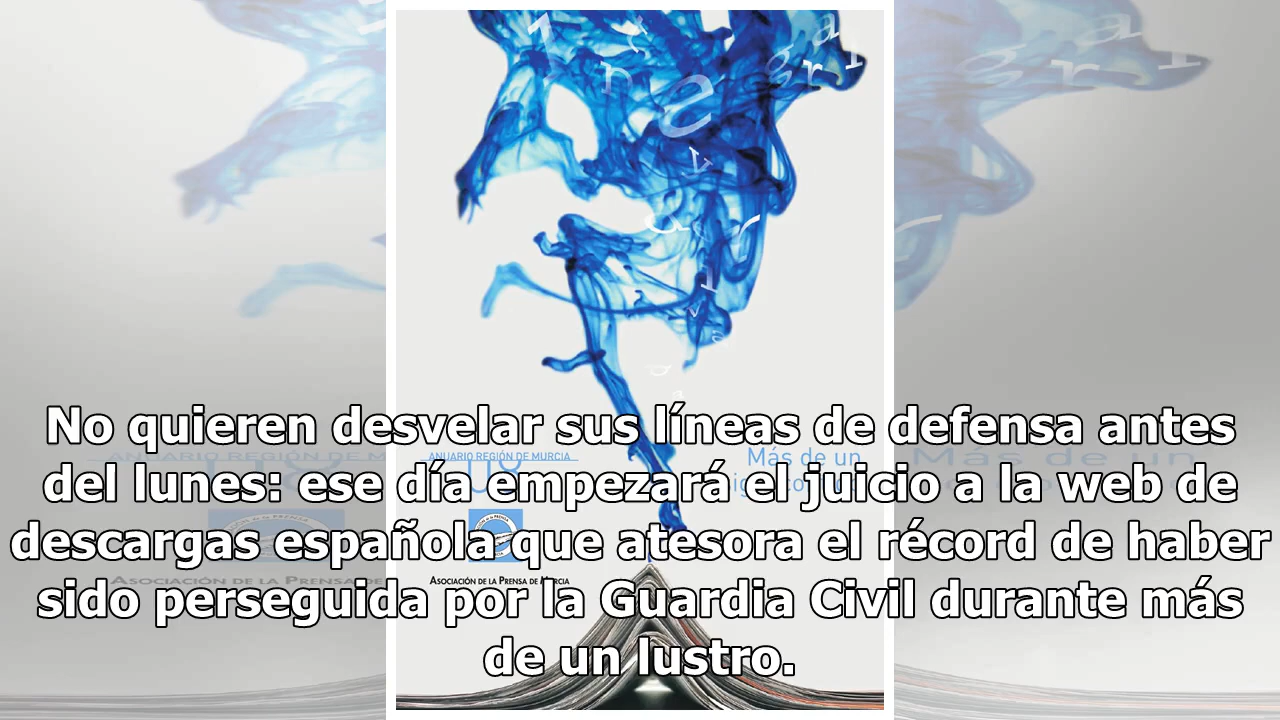 ANUARIO REGIÓN DE MURCIA
Más de un
ASOCIACIÓN DE LA PRENSA DE MURCIA
No quieren desvelar sus líneas de defensa antes
del lunes: ese día empezará el juicio a la web de
descargas española que atesora el récord de haber
sido perseguida por la Guardia Civil durante más
de un lustro.